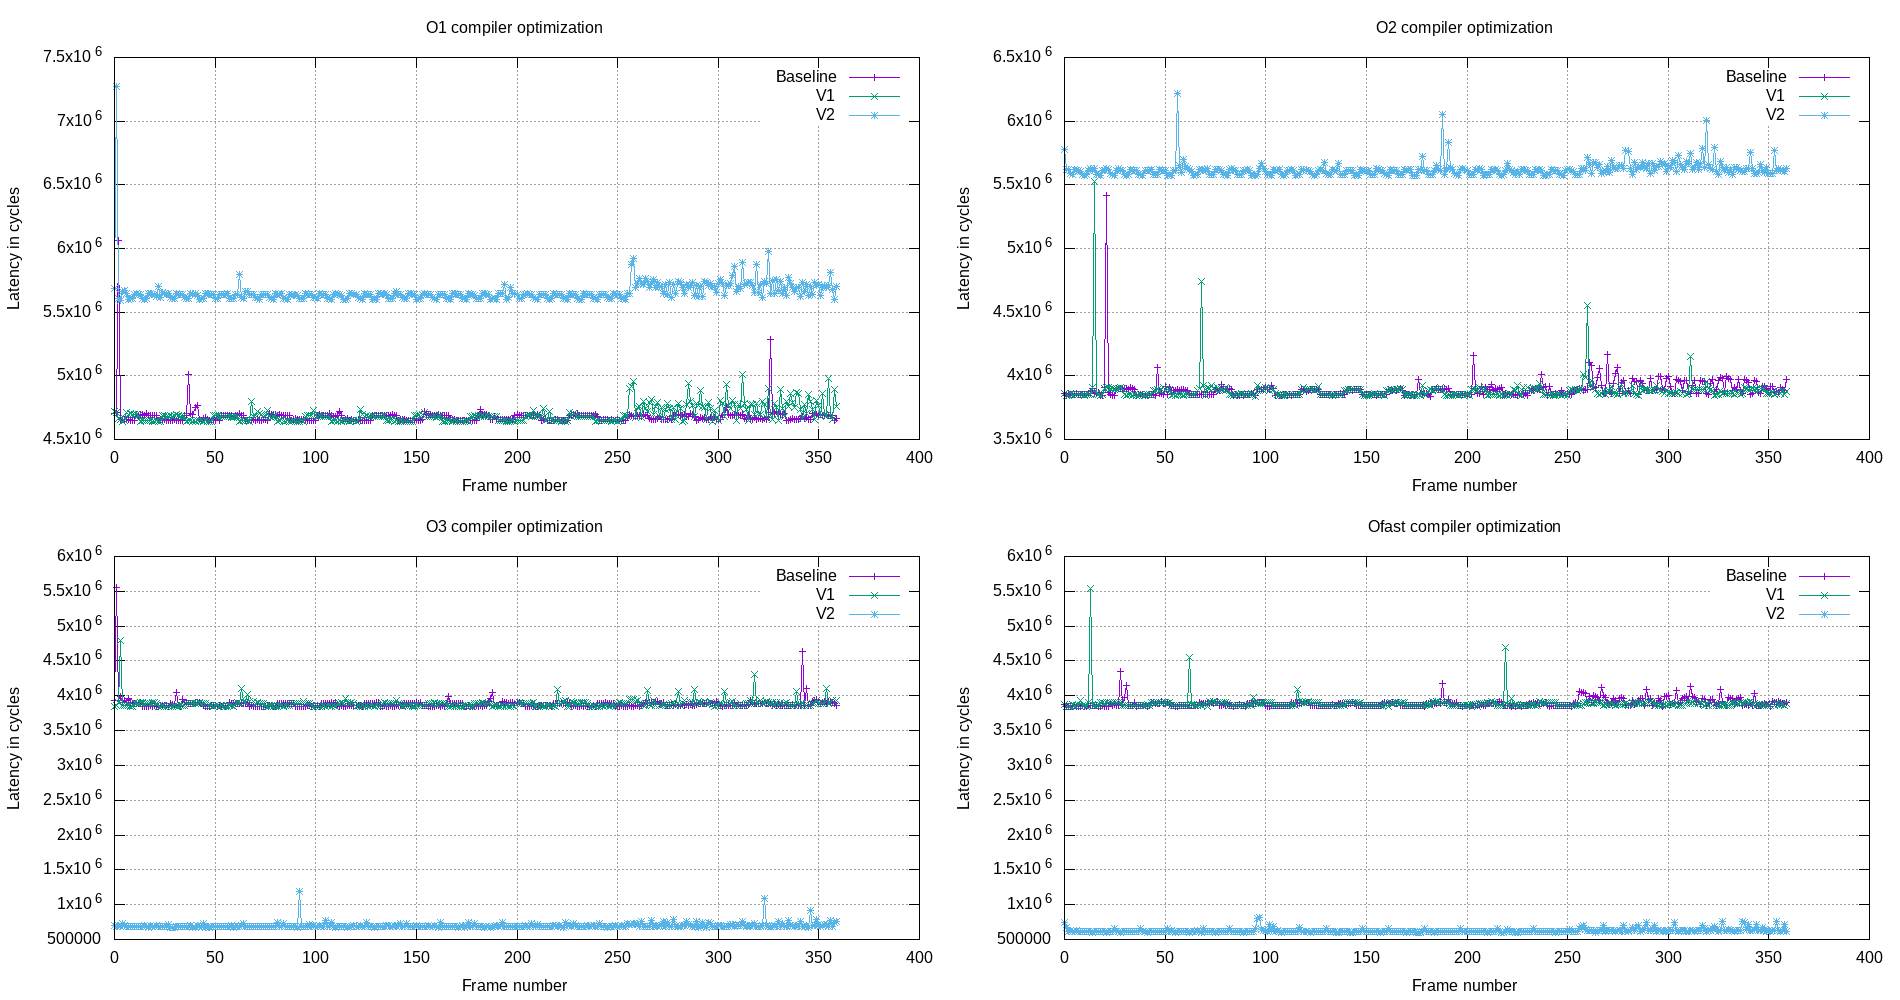 O1 compiler optimization
7.5x10 6
7x10 6
6.5x10 6
6x10 6
5.5x10 6
5x10 6
4.5x10 6
Latency in cycles
Baseline
V1
V2
0 50 100 150 200 250 300 350 400
Frame number
O2 compiler optimization
6.5x10 6
6x10 6
5.5x10 6
5x10 6
4.5x10 6
4x10 6
3.5x10 6
Latency in cycles
Baseline
V1
V2
0 50 100 150 200 250 300 350 400
Frame number
O3 compiler optimization
6x10 6
5.5x10 6
5x10 6
4.5x10 6
4x10 6
3.5x10 6
3x10 6
2.5x10 6
2x10 6
1.5x10 6
1x10 6
500000
Latency in cycles
Baseline
V1
V2
0 50 100 150 200 250 300 350 400
Frame number
Ofast compiler optimization
6x10 6
5.5x10 6
5x10 6
4.5x10 6
4x10 6
3.5x10 6
3x10 6
2.5x10 6
2x10 6
1.5x10 6
1x10 6
500000
Latency in cycles
Baseline
V1
V2
0 50 100 150 200 250 300 350 400
Frame number